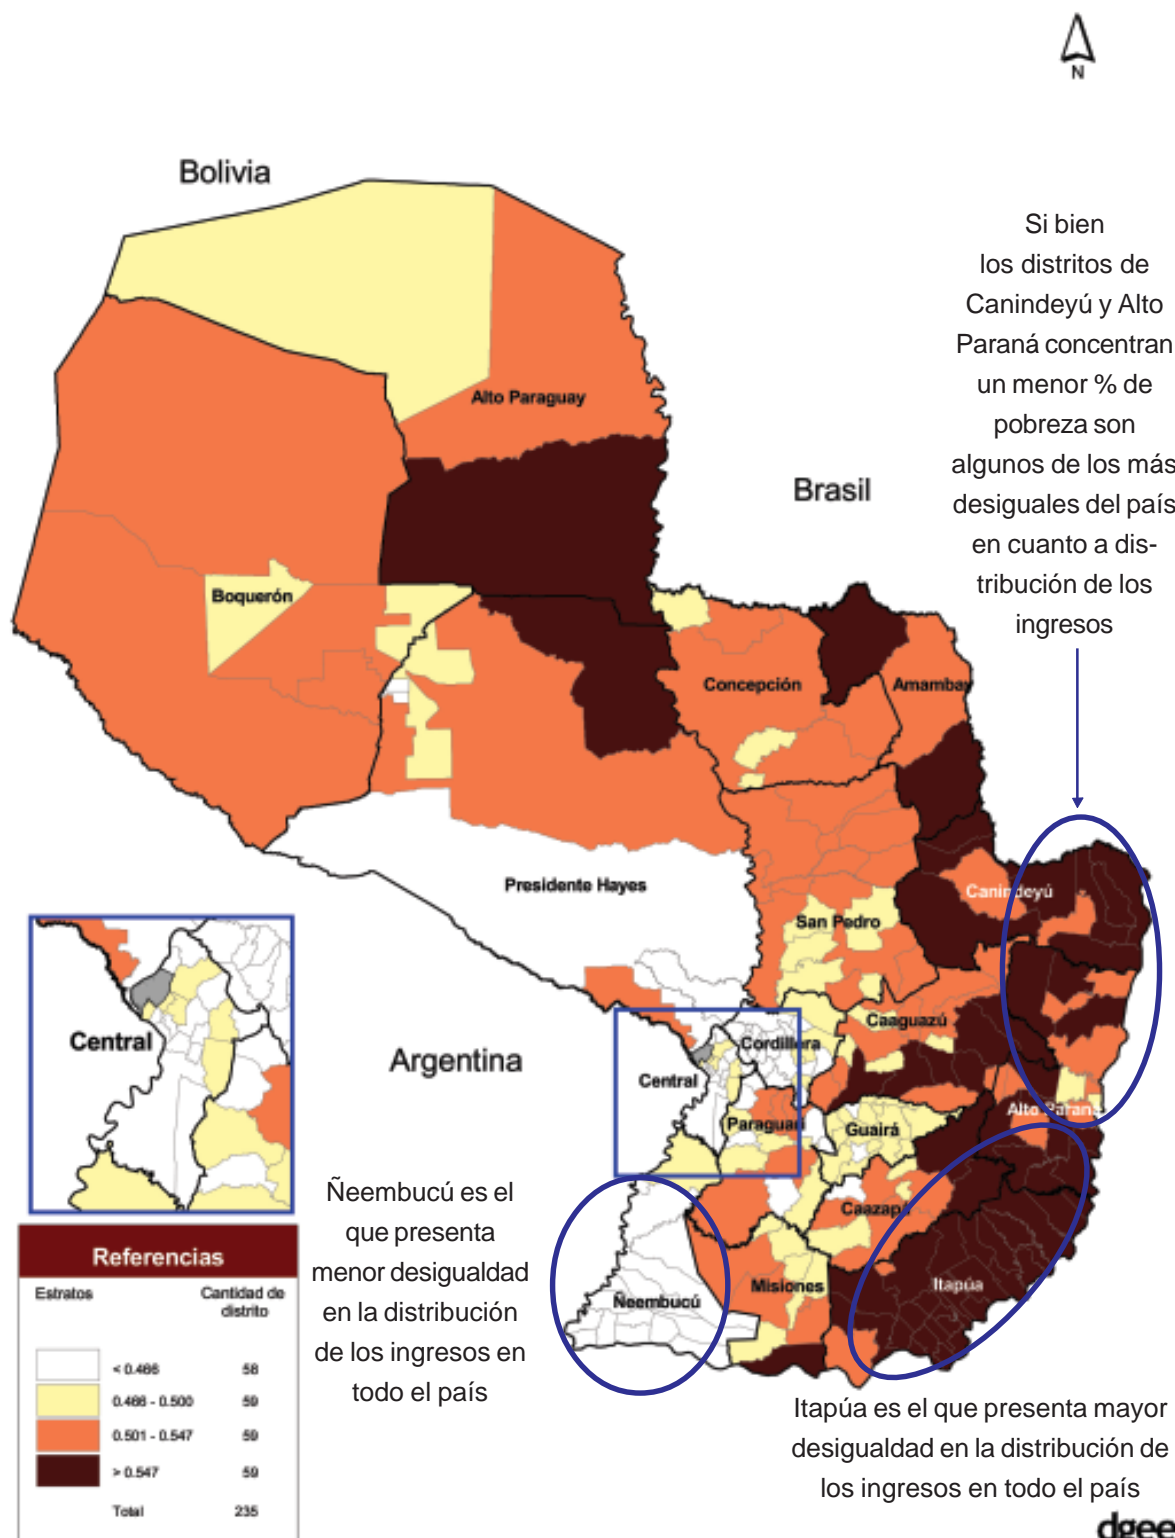 N
Bolivia
Si bien
los distritos de
Canindeyú y Alto
Paraná concentran
un menor % de
pobreza son
algunos de los más
desiguales del país
en cuanto a dis-
tribución de los
ingresos
Alto Paraguay
Brasil
Boquerón
Concepción
Amambay
Presidente Hayes
Canindeyú
San Pedro
Caaguazú
Central
Argentina
Cordillera
Central
Alto Paraná
Paraguarí
Guairá
Ñeembucú es el
que presenta
menor desigualdad
en la distribución
de los ingresos en
todo el país
Caazapá
Itapúa
Misiones
Ñeembucú
Referencias
Estratos Cantidad de
distrito
< 0.466 58
0.466 - 0.500 59
0.501 - 0.547 59
> 0.547 59
Total 235
Itapúa es el que presenta mayor
desigualdad en la distribución de
los ingresos en todo el país
dgee